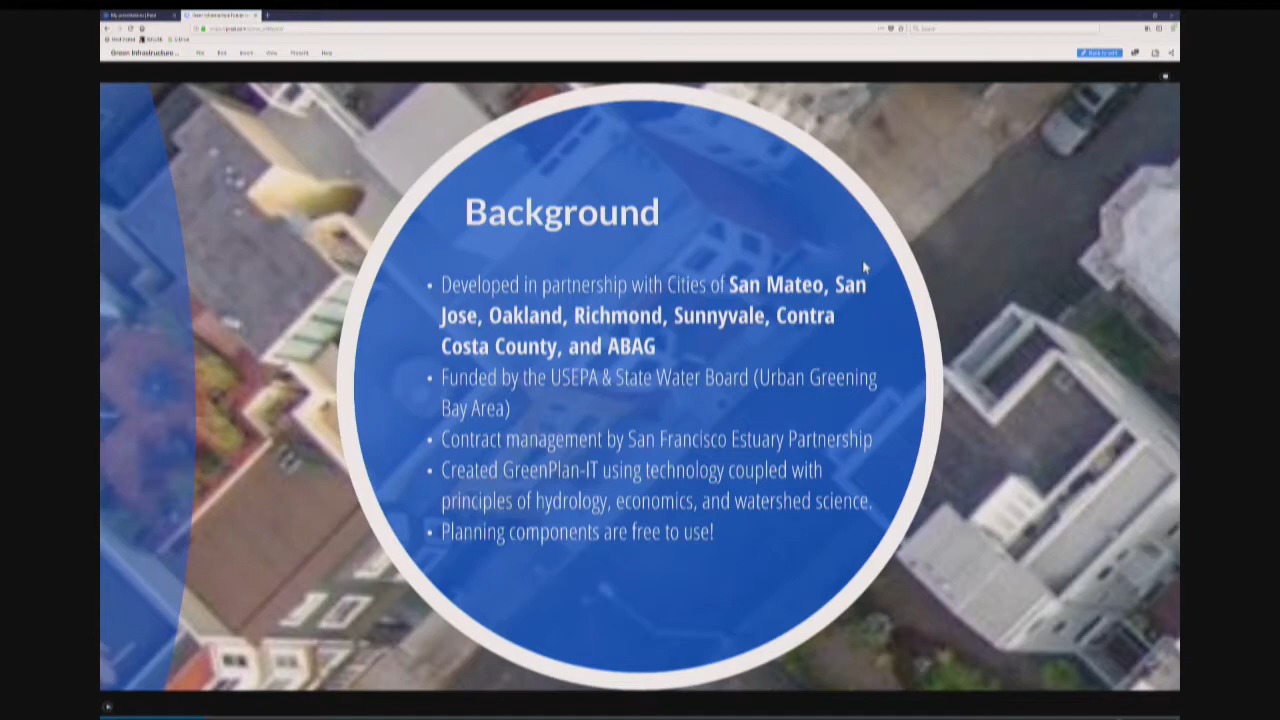 Green Infrastructure ...
Background
• Developed in partnership with Cities of San Mateo, San
Jose, Oakland, Richmond, Sunnyvale, Contra
Costa County, and ABAG
• Funded by the USEPA & State Water Board (Urban Greening
Bay Area)
• Contract management by San Francisco Estuary Partnership
• Created GreenPlan-IT using technology coupled with
principles of hydrology, economics, and watershed science.
• Planning components are free to use!